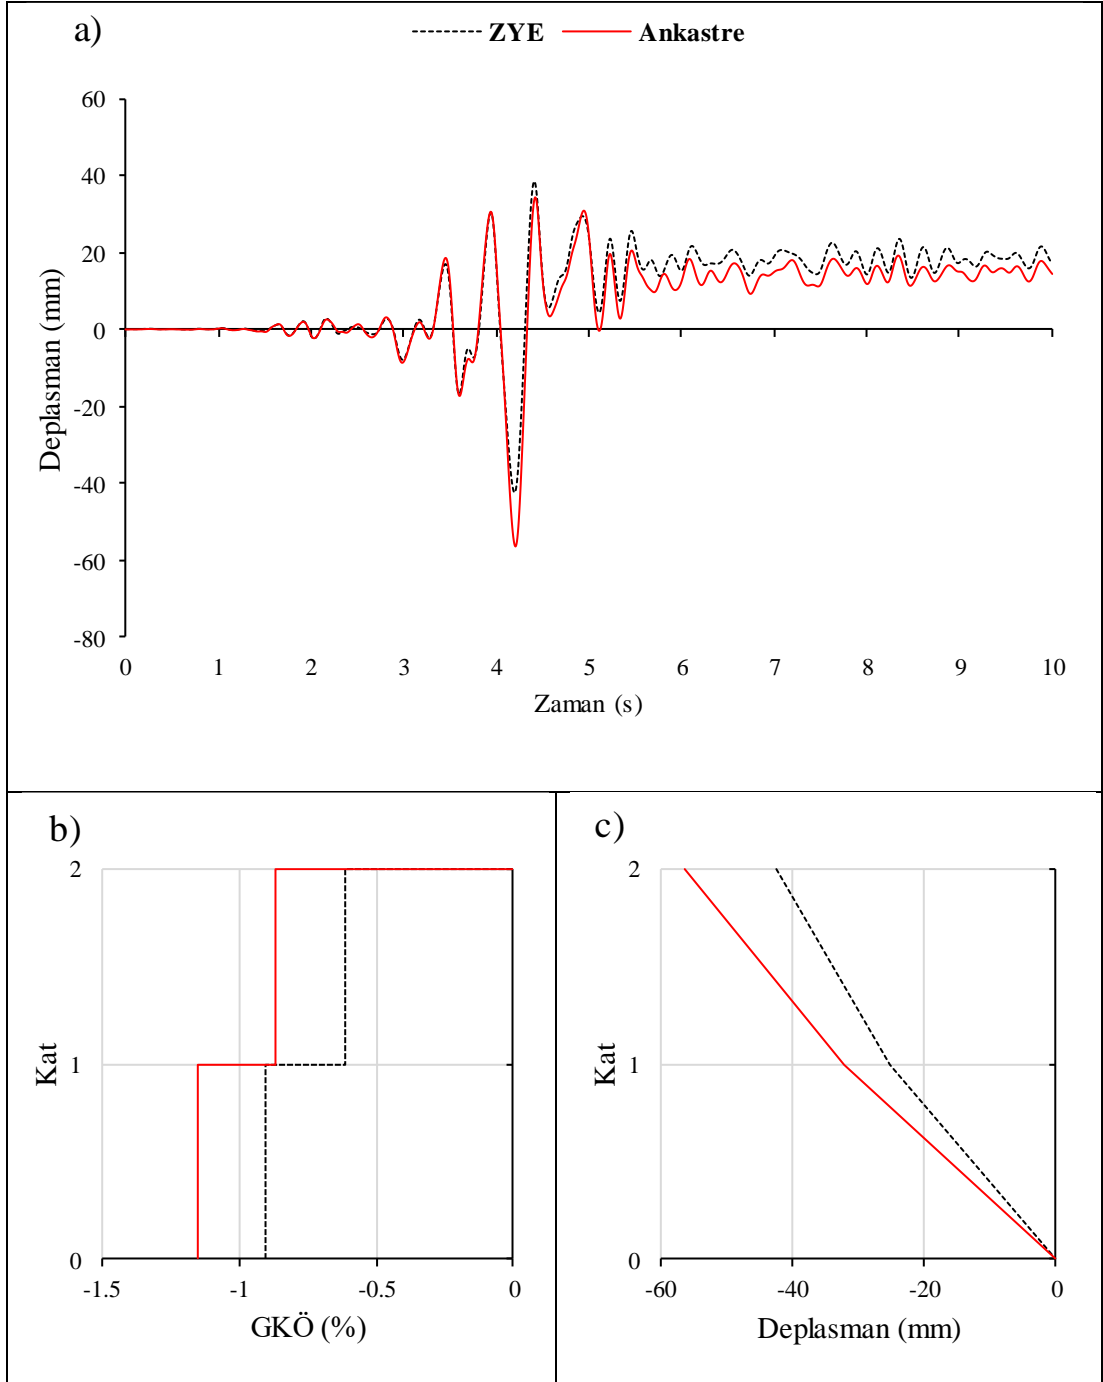 a)
ZYE Ankastre
60
40
20
0
-20
-40
-60
-80
Deplasman (mm)
0 1 2 3 4 5 6 7 8 9 10
Zaman (s)
b)
2
1
0
Kat
-1.5 -1 -0.5 0
GKÖ (%)
c)
2
1
0
Kat
-60 -40 -20 0
Deplasman (mm)